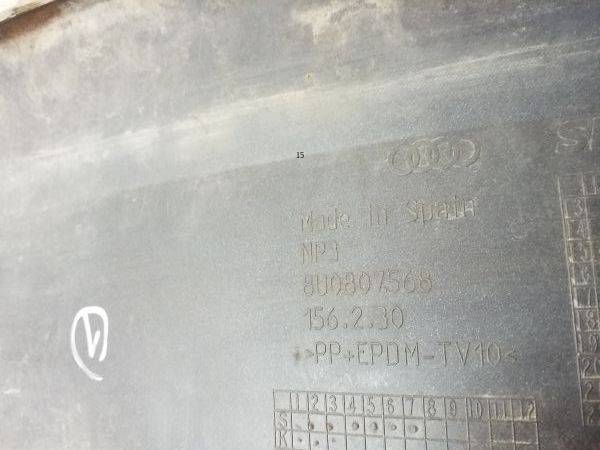 15
Made in Spain
NP1
8U0807568
156.2.30
>PP+EPDM-TV10<
1 2 3 4 5 6 7 8 9 10 11 12
S
K